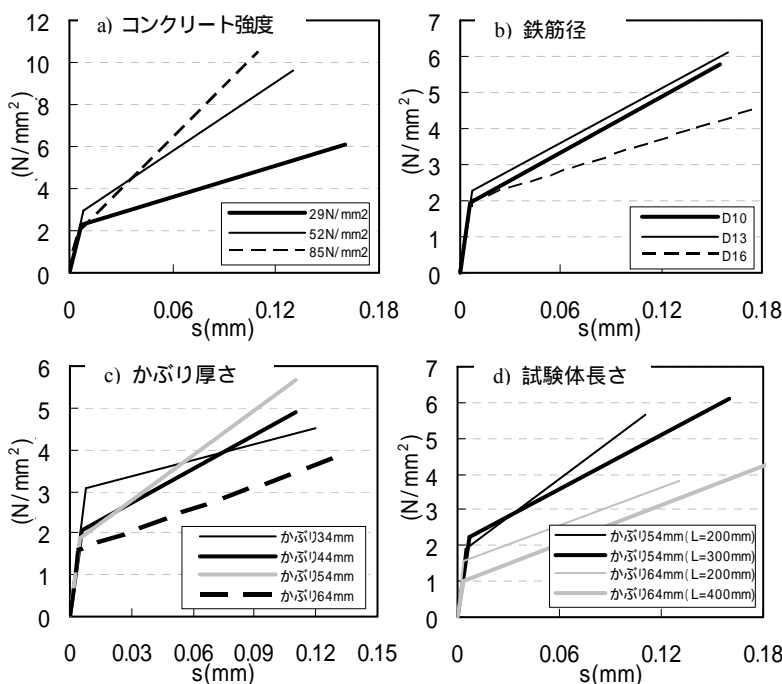 a) コンクリート強度
12
10
8
6
4
2
0
(N/mm²)
29N/mm2
52N/mm2
85N/mm2
0
0.06
0.12
0.18
s(mm)
b) 鉄筋径
7
6
5
4
3
2
1
0
(N/mm²)
D10
D13
D16
0
0.06
0.12
0.18
s(mm)
c) かぶり厚さ
6
5
4
3
2
1
0
(N/mm²)
かぶり34mm
かぶり44mm
かぶり54mm
かぶり64mm
0
0.03
0.06
0.09
0.12
0.15
s(mm)
d) 試験体長さ
7
6
5
4
3
2
1
0
(N/mm²)
かぶり54mm(L=200mm)
かぶり54mm(L=300mm)
かぶり64mm(L=200mm)
かぶり64mm(L=400mm)
0
0.06
0.12
0.18
s(mm)